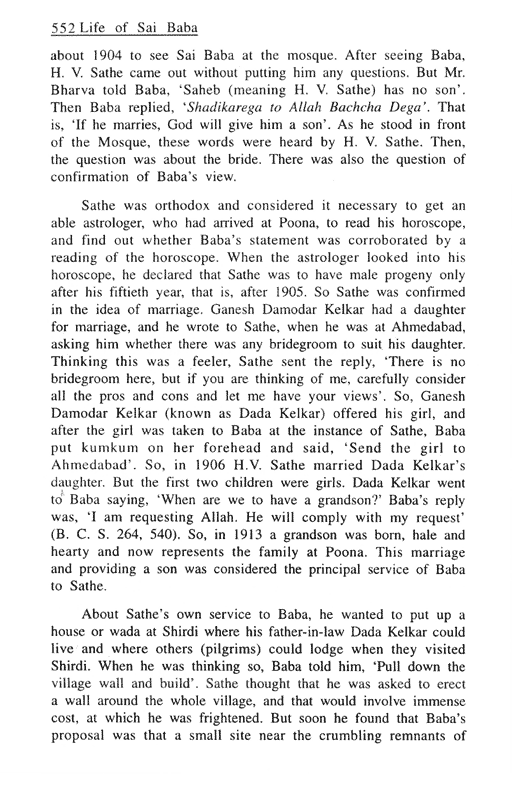 552 Life of Sai Baba
about 1904 to see Sai Baba at the mosque. After seeing Baba,
H. V. Sathe came out without putting him any questions. But Mr.
Bharva told Baba, ‘Saheb (meaning H. V. Sathe) has no son’.
Then Baba replied, ‘Shadikarega to Allah Bachcha Dega’. That
is, ‘If he marries, God will give him a son’. As he stood in front
of the Mosque, these words were heard by H. V. Sathe. Then,
the question was about the bride. There was also the question of
confirmation of Baba’s view.
Sathe was orthodox and considered it necessary to get an
able astrologer, who had arrived at Poona, to read his horoscope,
and find out whether Baba’s statement was corroborated by a
reading of the horoscope. When the astrologer looked into his
horoscope, he declared that Sathe was to have male progeny only
after his fiftieth year, that is, after 1905. So Sathe was confirmed
in the idea of marriage. Ganesh Damodar Kelkar had a daughter
for marriage, and he wrote to Sathe, when he was at Ahmedabad,
asking him whether there was any bridegroom to suit his daughter.
Thinking this was a feeler, Sathe sent the reply, ‘There is no
bridegroom here, but if you are thinking of me, carefully consider
all the pros and cons and let me have your views’. So, Ganesh
Damodar Kelkar (known as Dada Kelkar) offered his girl, and
after the girl was taken to Baba at the instance of Sathe, Baba
put kumkum on her forehead and said, ‘Send the girl to
Ahmedabad’. So, in 1906 H.V. Sathe married Dada Kelkar’s
daughter. But the first two children were girls. Dada Kelkar went
to Baba saying, ‘When are we to have a grandson?’ Baba’s reply
was, ‘I am requesting Allah. He will comply with my request’
(B. C. S. 264, 540). So, in 1913 a grandson was born, hale and
hearty and now represents the family at Poona. This marriage
and providing a son was considered the principal service of Baba
to Sathe.
About Sathe’s own service to Baba, he wanted to put up a
house or wada at Shirdi where his father-in-law Dada Kelkar could
live and where others (pilgrims) could lodge when they visited
Shirdi. When he was thinking so, Baba told him, ‘Pull down the
village wall and build’. Sathe thought that he was asked to erect
a wall around the whole village, and that would involve immense
cost, at which he was frightened. But soon he found that Baba’s
proposal was that a small site near the crumbling remnants of